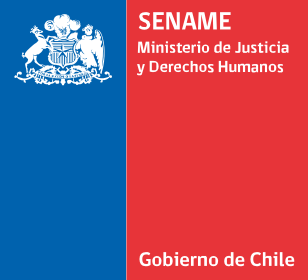 SENAME
Ministerio de Justicia
y Derechos Humanos
Gobierno de Chile